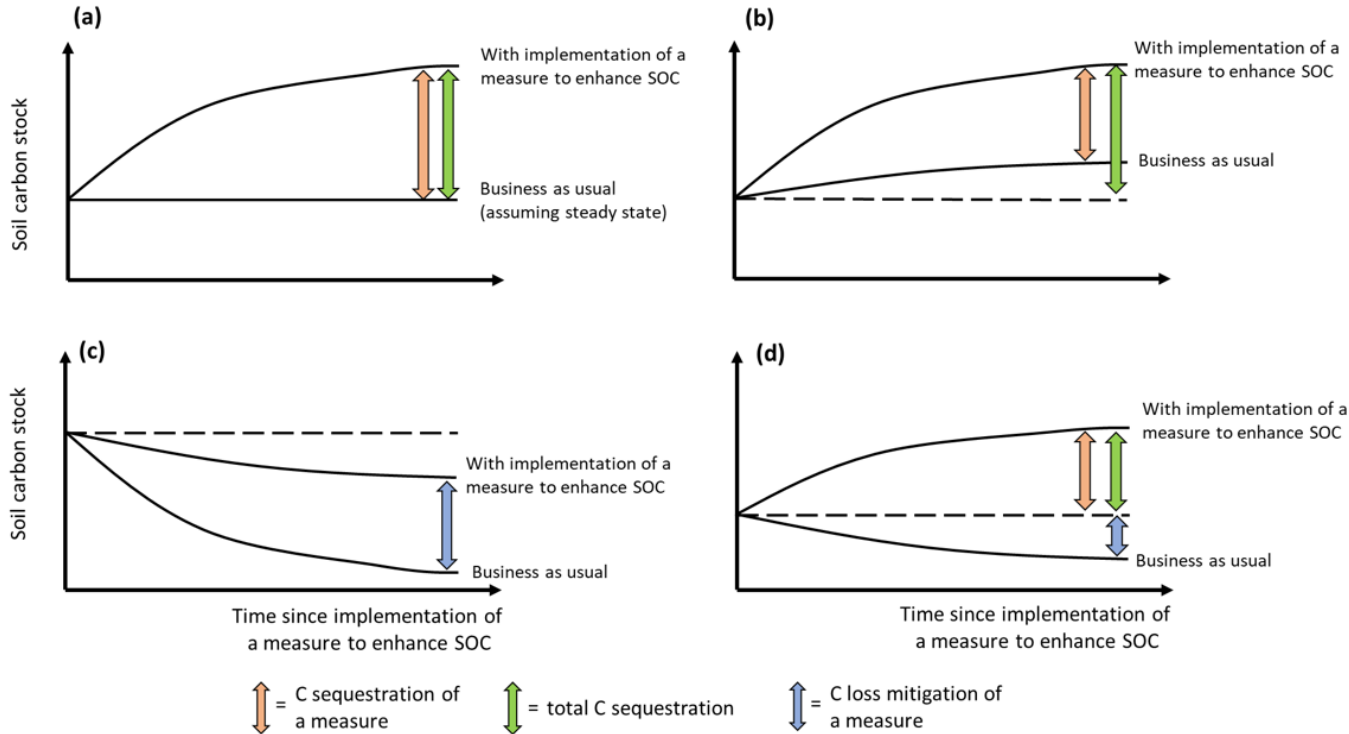 (a)
With implementation of a
measure to enhance SOC
Soil carbon stock
Business as usual
(assuming steady state)
(b)
With implementation of a
measure to enhance SOC
Business as usual
(c)
Soil carbon stock
With implementation of a
measure to enhance SOC
Business as usual
Time since implementation of
a measure to enhance SOC
(d)
With implementation of a
measure to enhance SOC
Business as usual
Time since implementation of
a measure to enhance SOC
= C sequestration of
a measure
= total C sequestration
= C loss mitigation of
a measure